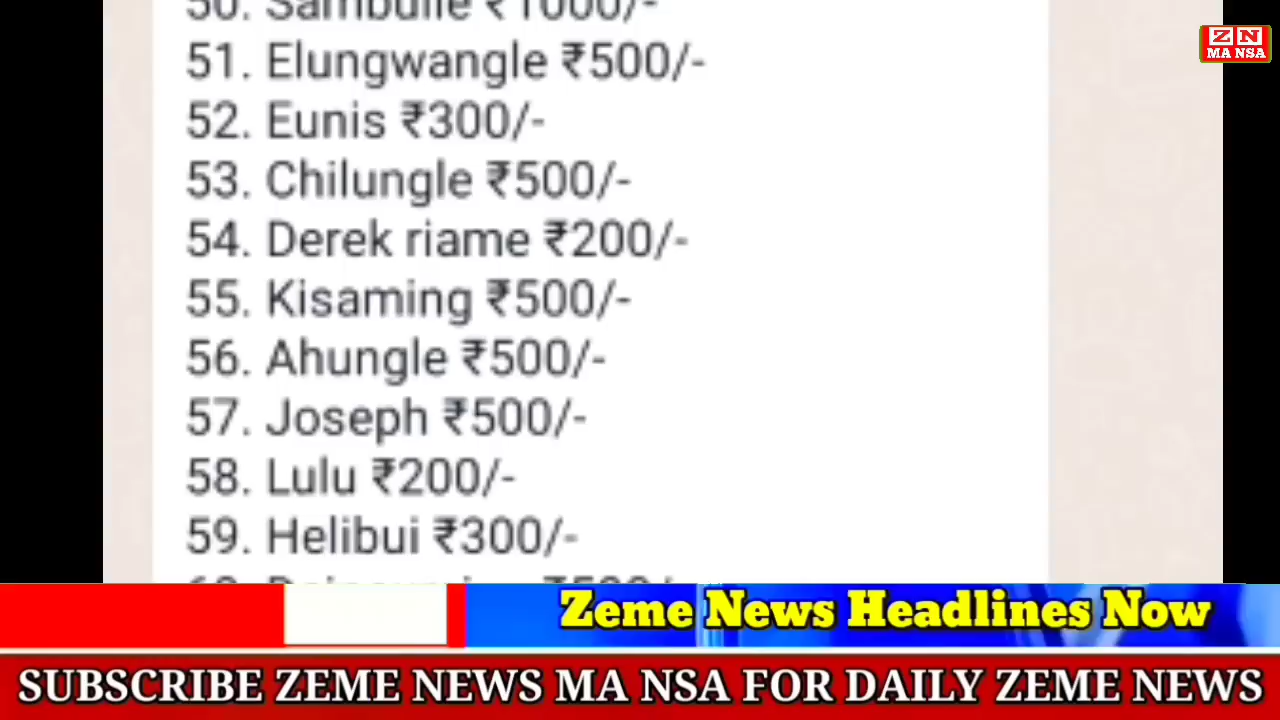 51. Elungwangle ₹500/-
52. Eunis ₹300/-
53. Chilungle ₹500/-
54. Derek riame ₹200/-
55. Kisaming ₹500/-
56. Ahungle ₹500/-
57. Joseph ₹500/-
58. Lulu ₹200/-
59. Helibui ₹300/-
Z N
MA NSA
Zeme News Headlines Now
SUBSCRIBE ZEME NEWS MA NSA FOR DAILY ZEME NEWS